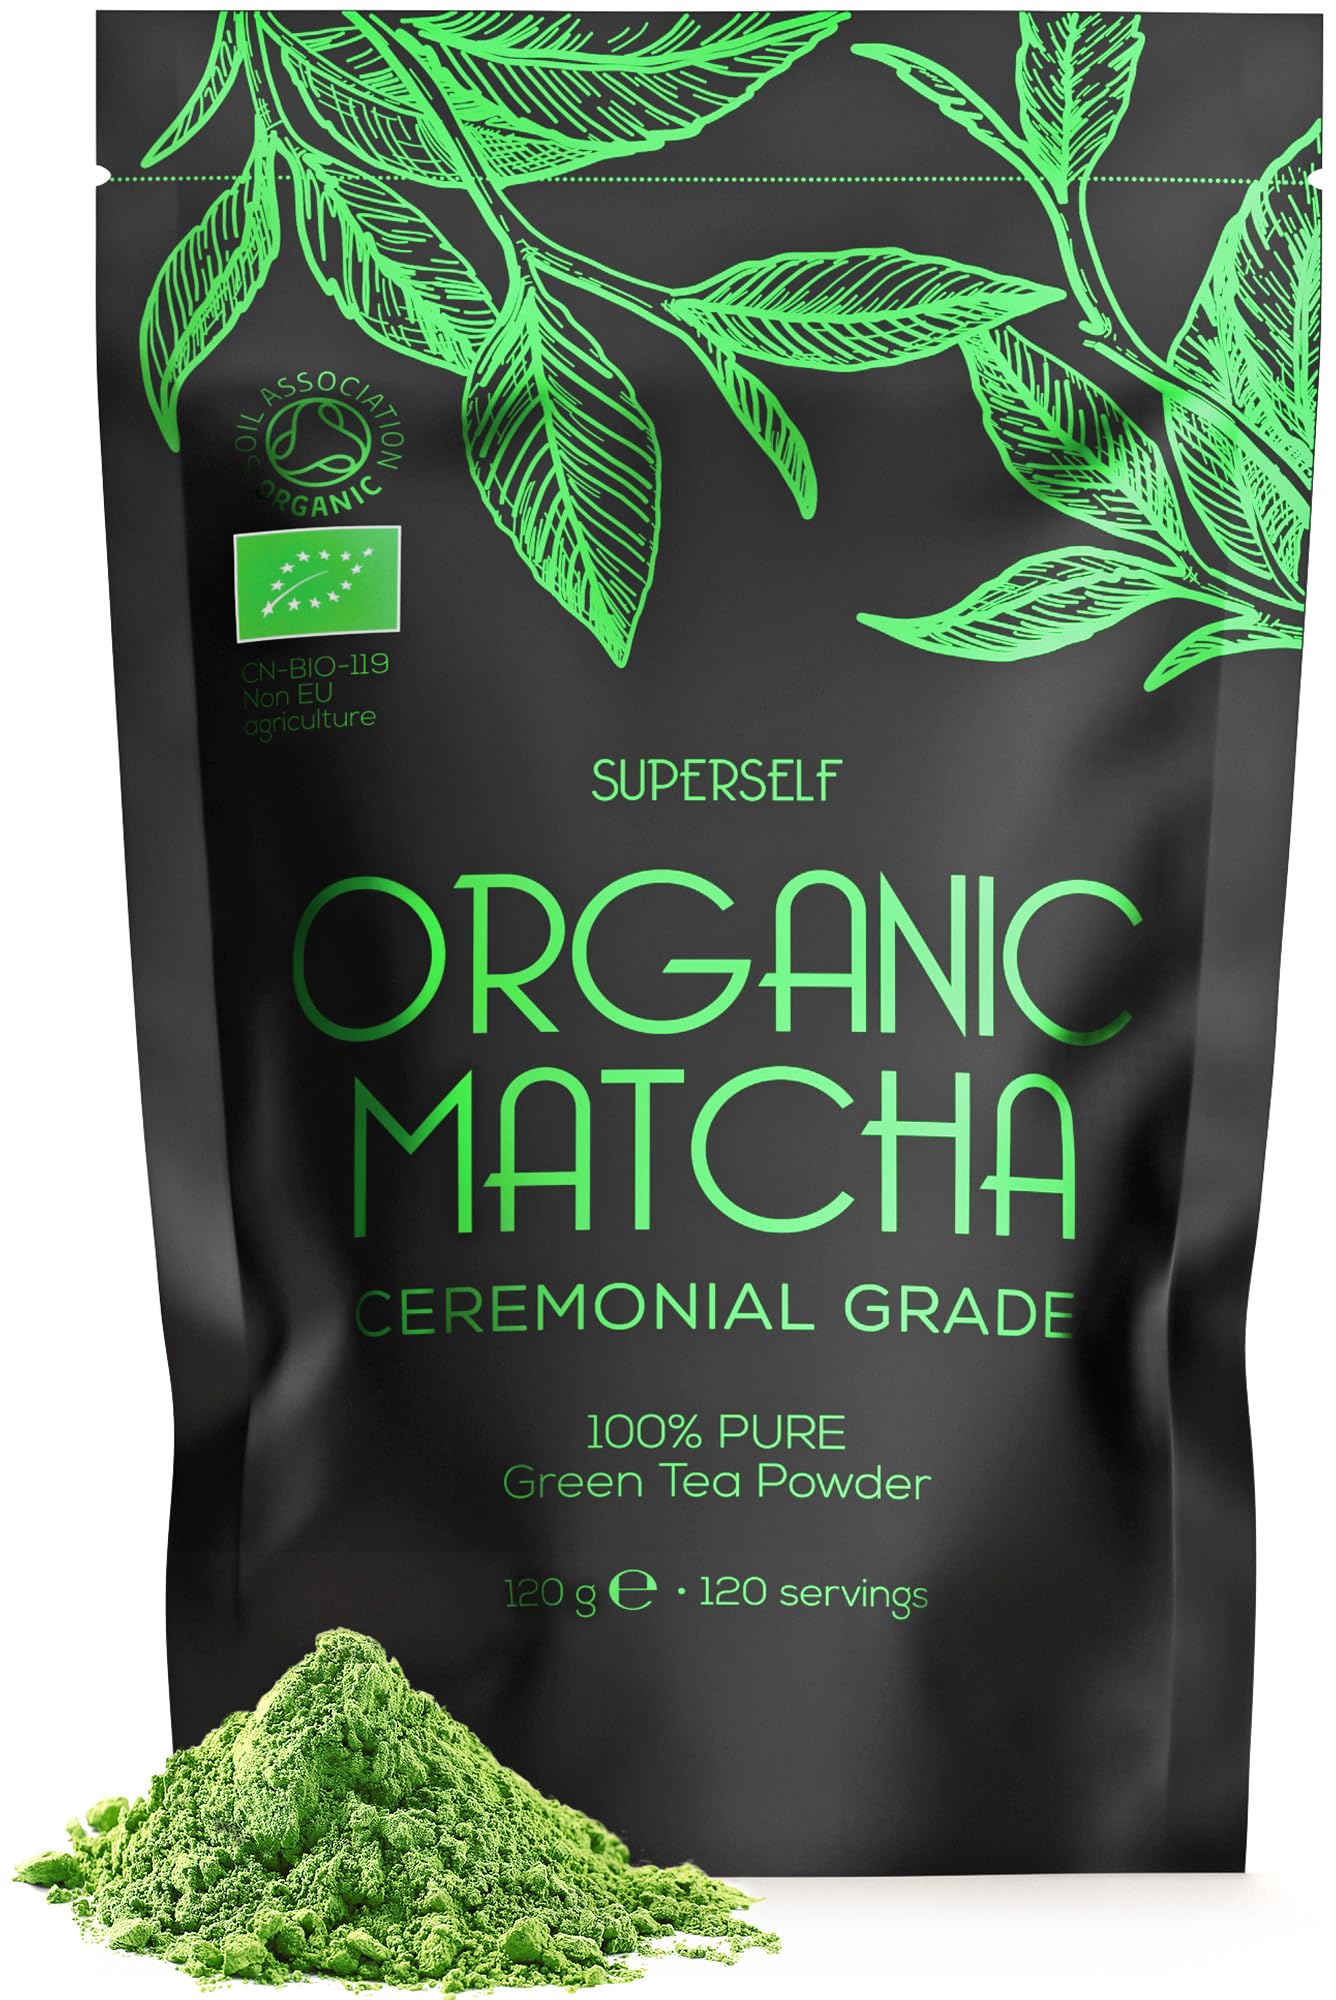 SOIL ASSOCIATION
ORGANIC
CN-BIO-119
Non EU
agriculture
SUPERSELF
ORGANIC
MATCHA
CEREMONIAL GRADE
100% PURE
Green Tea Powder
120 g ℮ · 120 servings